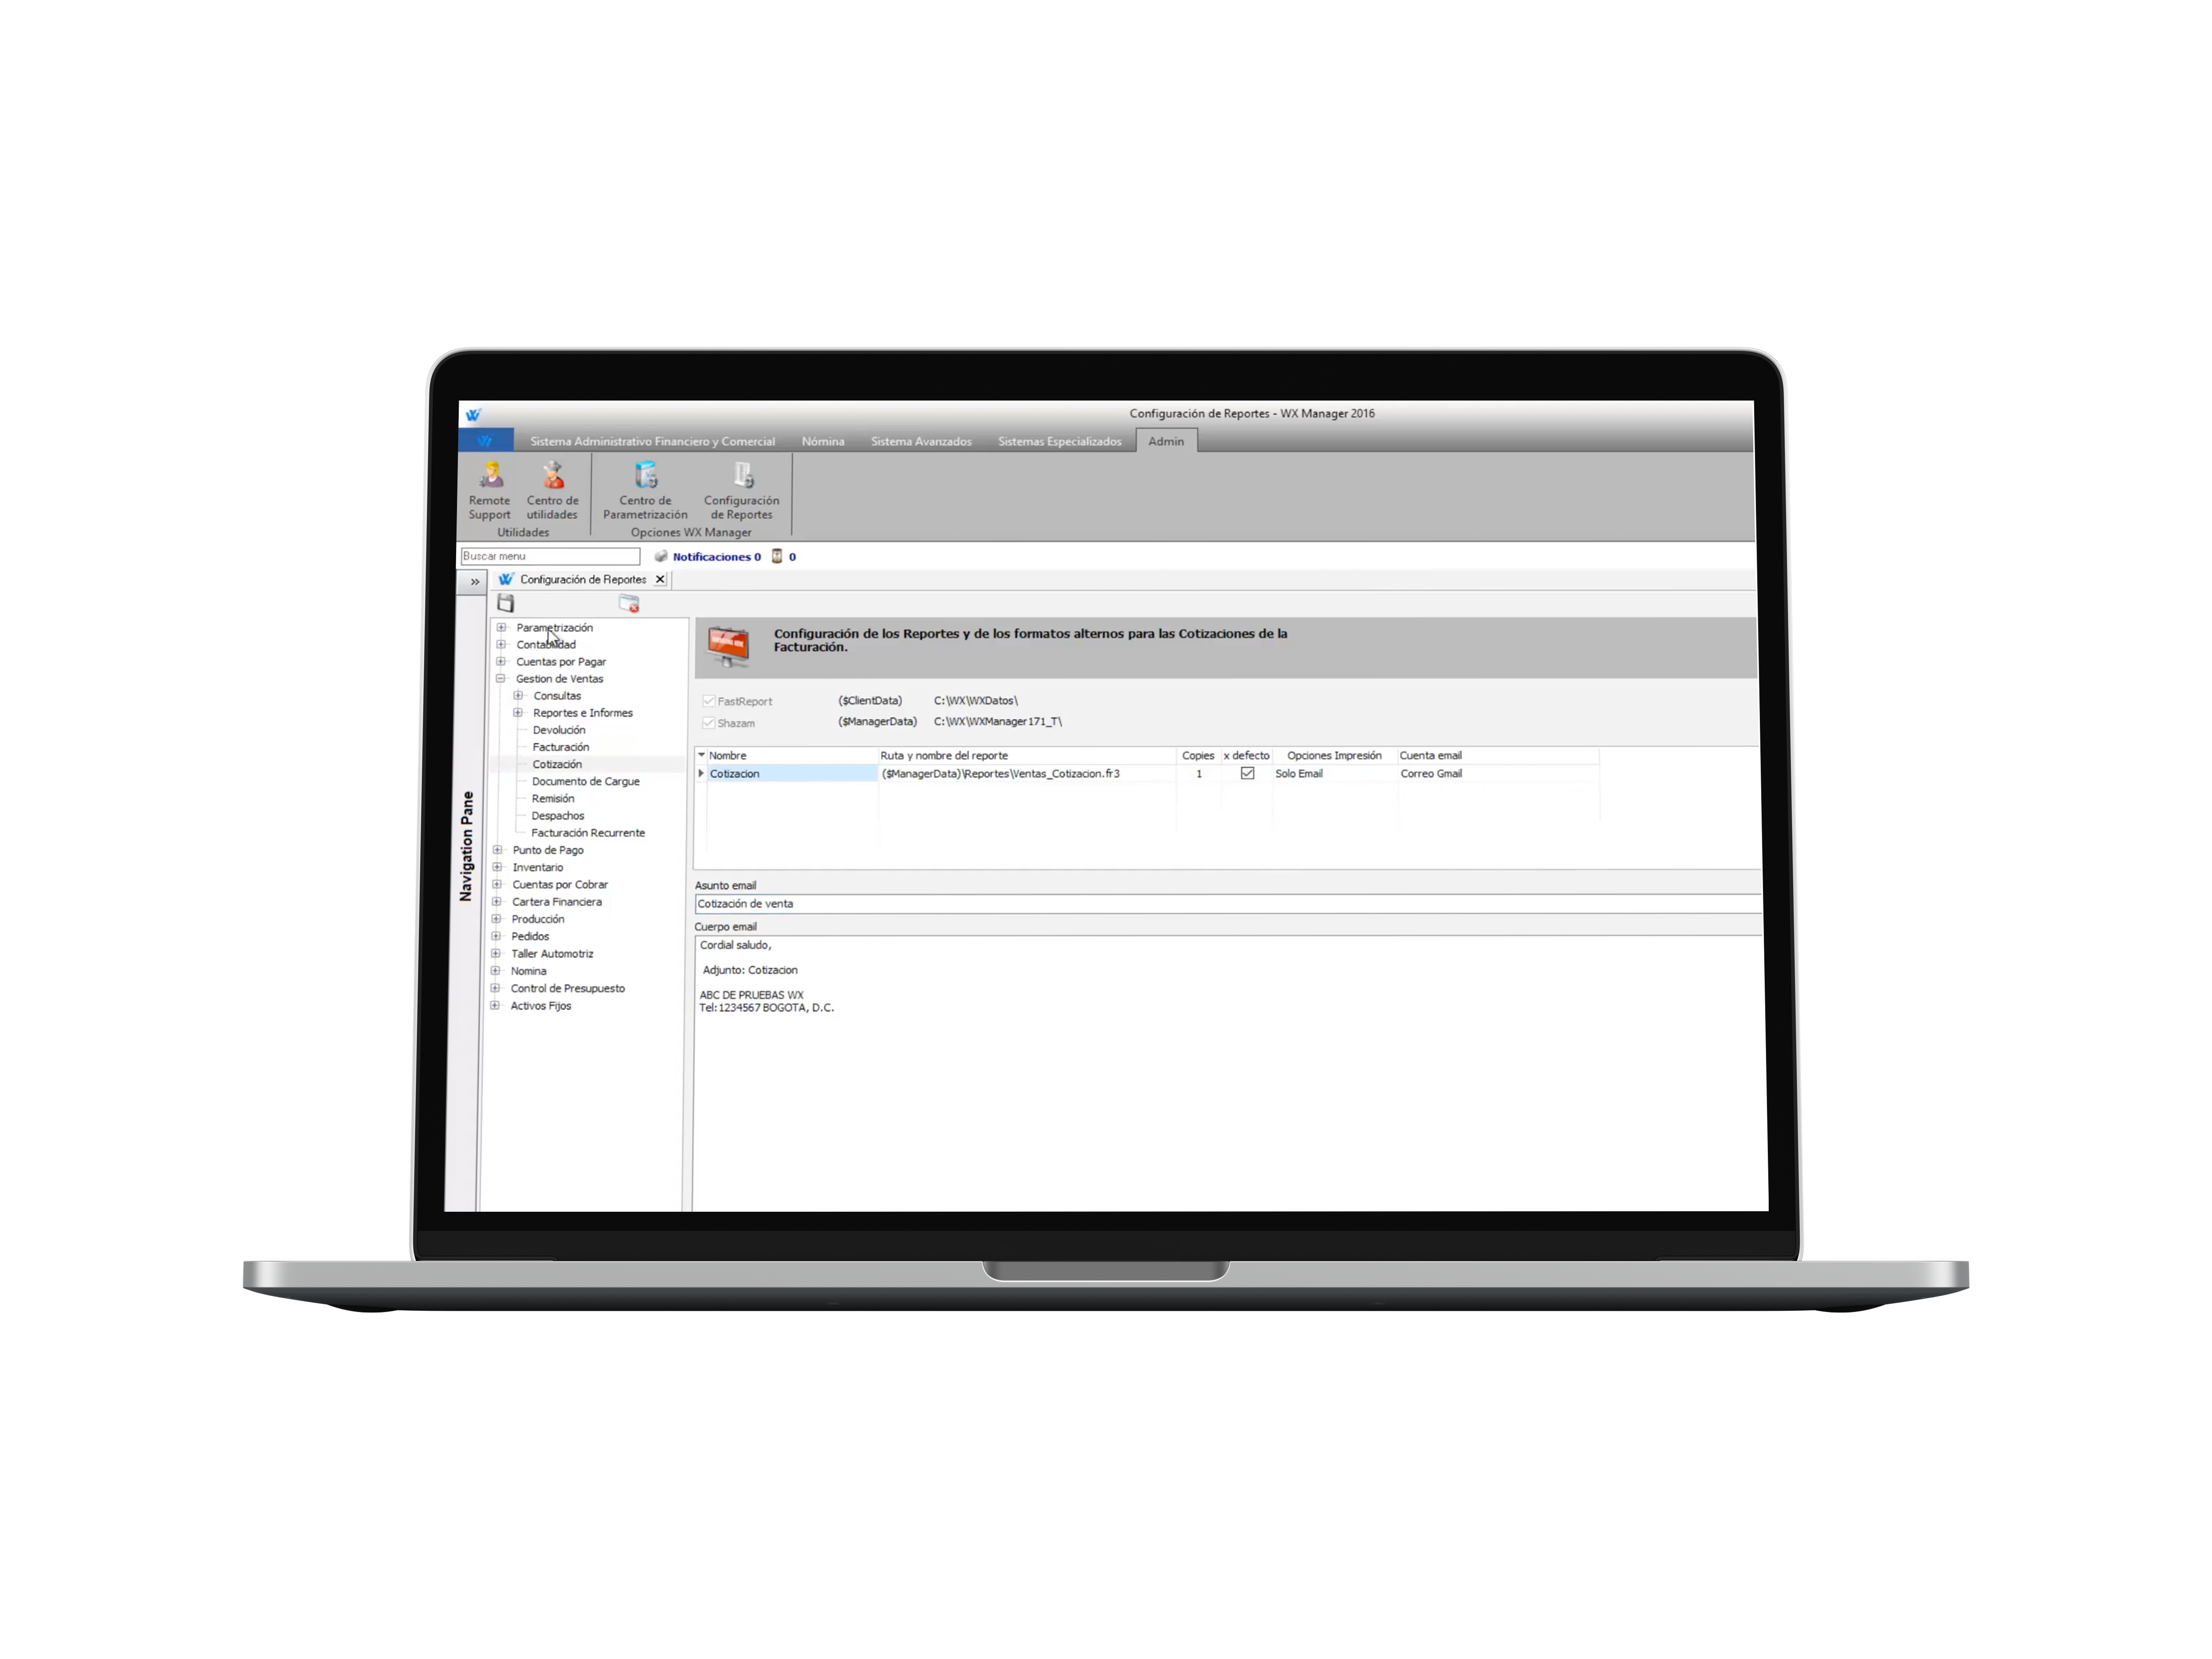 Configuración de Reportes - WX Manager 2016
Sistema Administrativo Financiero y Comercial Nómina Sistema Avanzados Sistemas Especializados Admin
Remote Support
Centro de utilidades
Centro de Parametrización
Configuración de Reportes
Utilidades
Opciones WX Manager
Buscar menu
Notificaciones 0
0
»
Configuración de Reportes
Navigation Pane
Parametrización
Contabilidad
Cuentas por Pagar
Gestion de Ventas
Consultas
Reportes e Informes
Devolución
Facturación
Cotización
Documento de Cargue
Remisión
Despachos
Facturación Recurrente
Punto de Pago
Inventario
Cuentas por Cobrar
Cartera Financiera
Producción
Pedidos
Taller Automotriz
Nomina
Control de Presupuesto
Activos Fijos
Configuración de los Reportes y de los formatos alternos para las Cotizaciones de la
Facturación.
FastReport ($ClientData) C:\WX\WXDatos\
Shazam ($ManagerData) C:\WX\WXManager171_T\
Nombre Ruta y nombre del reporte Copies x defecto Opciones Impresión Cuenta email
Cotizacion ($ManagerData)\Reportes\Ventas_Cotizacion.fr3 1 Solo Email Correo Gmail
Asunto email
Cotización de venta
Cuerpo email
Cordial saludo,
Adjunto: Cotizacion
ABC DE PRUEBAS WX
Tel:1234567 BOGOTA, D.C.